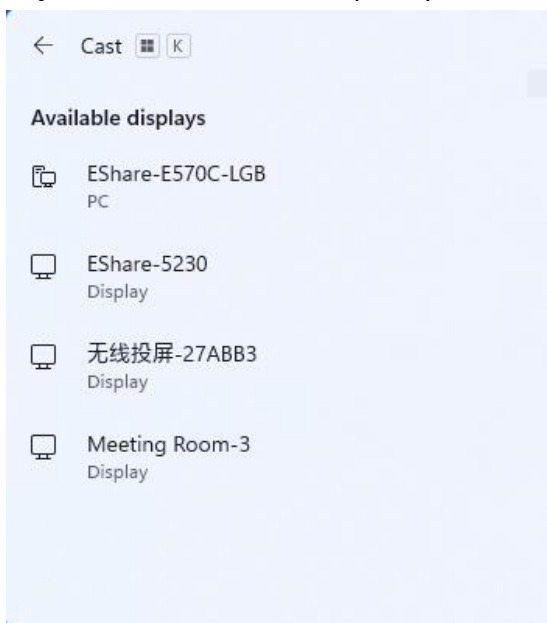 Cast K
Available displays
EShare-E570C-LGB
PC
EShare-5230
Display
无线投屏-27ABB3
Display
Meeting Room-3
Display